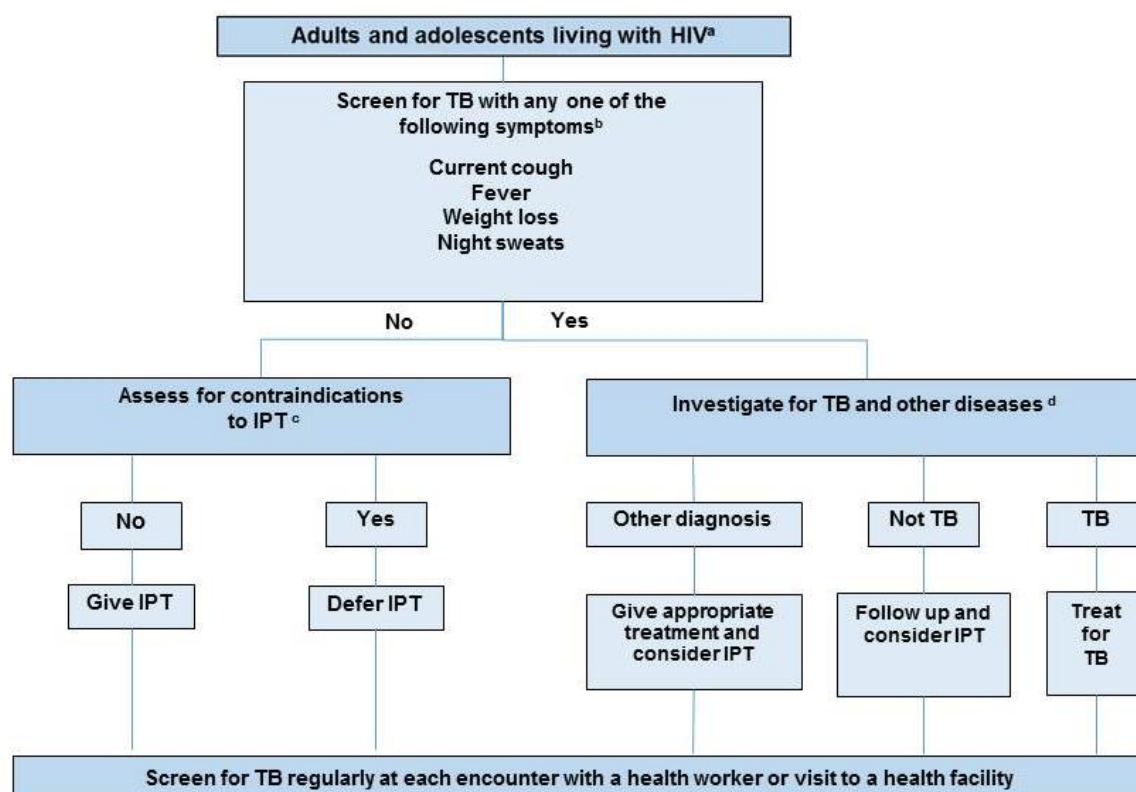 Adults and adolescents living with HIVᵃ
Screen for TB with any one of the
following symptomsᵇ
Current cough
Fever
Weight loss
Night sweats
No
Yes
Assess for contraindications
to IPT ᶜ
Investigate for TB and other diseases ᵈ
No
Yes
Other diagnosis
Not TB
TB
Give IPT
Defer IPT
Give appropriate
treatment and
consider IPT
Follow up and
consider IPT
Treat
for
TB
Screen for TB regularly at each encounter with a health worker or visit to a health facility